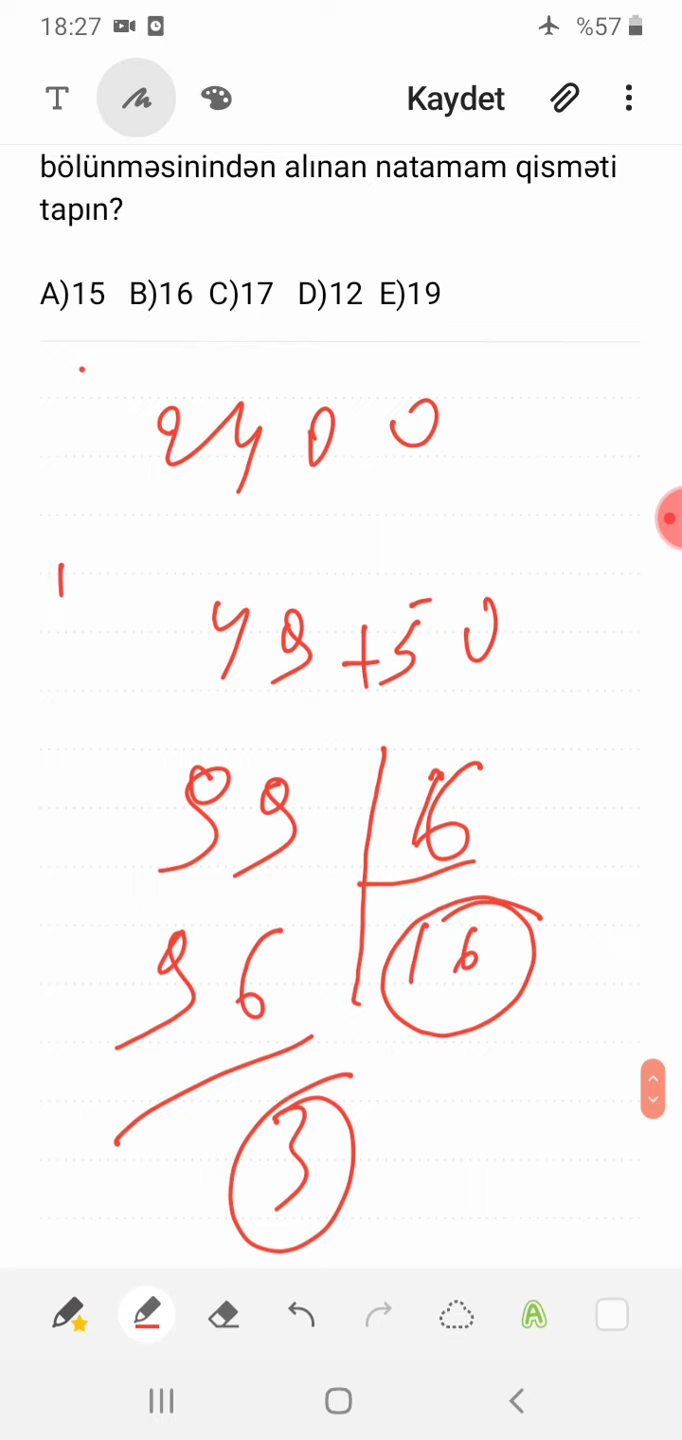 18:27 %57
T Kaydet
bölünməsinindən alınan natamam qisməti
tapın?
A)15 B)16 C)17 D)12 E)19
2400
1
49+50
99 6
16
96
3
A